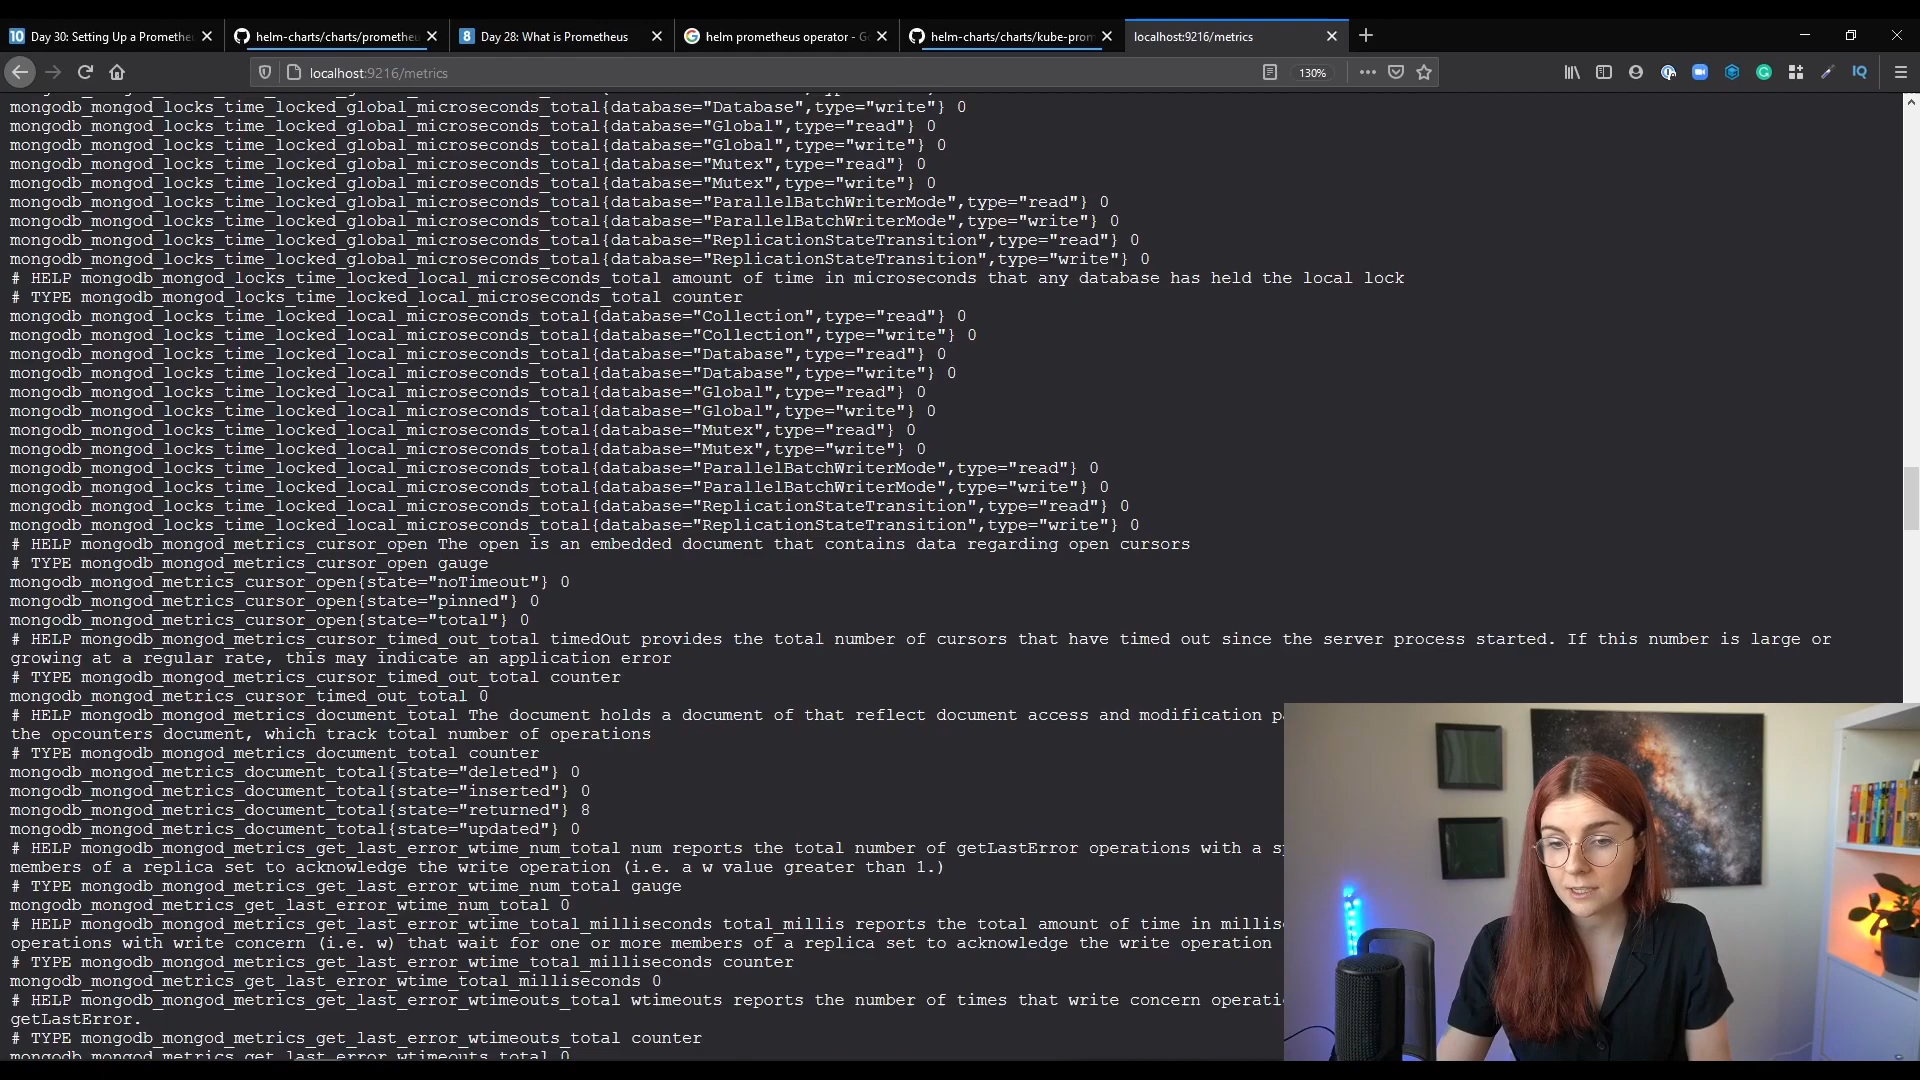 Day 30: Setting Up a Promethe
helm-charts/charts/prometheu
Day 28: What is Prometheus
helm prometheus operator - G
helm-charts/charts/kube-prom
localhost:9216/metrics
localhost:9216/metrics
130%
mongodb_mongod_locks_time_locked_global_microseconds_total{database="Database",type="write"} 0
mongodb_mongod_locks_time_locked_global_microseconds_total{database="Global",type="read"} 0
mongodb_mongod_locks_time_locked_global_microseconds_total{database="Global",type="write"} 0
mongodb_mongod_locks_time_locked_global_microseconds_total{database="Mutex",type="read"} 0
mongodb_mongod_locks_time_locked_global_microseconds_total{database="Mutex",type="write"} 0
mongodb_mongod_locks_time_locked_global_microseconds_total{database="ParallelBatchWriterMode",type="read"} 0
mongodb_mongod_locks_time_locked_global_microseconds_total{database="ParallelBatchWriterMode",type="write"} 0
mongodb_mongod_locks_time_locked_global_microseconds_total{database="ReplicationStateTransition",type="read"} 0
mongodb_mongod_locks_time_locked_global_microseconds_total{database="ReplicationStateTransition",type="write"} 0
# HELP mongodb_mongod_locks_time_locked_local_microseconds_total amount of time in microseconds that any database has held the local lock
# TYPE mongodb_mongod_locks_time_locked_local_microseconds_total counter
mongodb_mongod_locks_time_locked_local_microseconds_total{database="Collection",type="read"} 0
mongodb_mongod_locks_time_locked_local_microseconds_total{database="Collection",type="write"} 0
mongodb_mongod_locks_time_locked_local_microseconds_total{database="Database",type="read"} 0
mongodb_mongod_locks_time_locked_local_microseconds_total{database="Database",type="write"} 0
mongodb_mongod_locks_time_locked_local_microseconds_total{database="Global",type="read"} 0
mongodb_mongod_locks_time_locked_local_microseconds_total{database="Global",type="write"} 0
mongodb_mongod_locks_time_locked_local_microseconds_total{database="Mutex",type="read"} 0
mongodb_mongod_locks_time_locked_local_microseconds_total{database="Mutex",type="write"} 0
mongodb_mongod_locks_time_locked_local_microseconds_total{database="ParallelBatchWriterMode",type="read"} 0
mongodb_mongod_locks_time_locked_local_microseconds_total{database="ParallelBatchWriterMode",type="write"} 0
mongodb_mongod_locks_time_locked_local_microseconds_total{database="ReplicationStateTransition",type="read"} 0
mongodb_mongod_locks_time_locked_local_microseconds_total{database="ReplicationStateTransition",type="write"} 0
# HELP mongodb_mongod_metrics_cursor_open The open is an embedded document that contains data regarding open cursors
# TYPE mongodb_mongod_metrics_cursor_open gauge
mongodb_mongod_metrics_cursor_open{state="noTimeout"} 0
mongodb_mongod_metrics_cursor_open{state="pinned"} 0
mongodb_mongod_metrics_cursor_open{state="total"} 0
# HELP mongodb_mongod_metrics_cursor_timed_out_total timedOut provides the total number of cursors that have timed out since the server process started. If this number is large or
growing at a regular rate, this may indicate an application error
# TYPE mongodb_mongod_metrics_cursor_timed_out_total counter
mongodb_mongod_metrics_cursor_timed_out_total 0
# HELP mongodb_mongod_metrics_document_total The document holds a document of that reflect document access and modification pa
the opcounters document, which track total number of operations
# TYPE mongodb_mongod_metrics_document_total counter
mongodb_mongod_metrics_document_total{state="deleted"} 0
mongodb_mongod_metrics_document_total{state="inserted"} 0
mongodb_mongod_metrics_document_total{state="returned"} 8
mongodb_mongod_metrics_document_total{state="updated"} 0
# HELP mongodb_mongod_metrics_get_last_error_wtime_num_total num reports the total number of getLastError operations with a s
members of a replica set to acknowledge the write operation (i.e. a w value greater than 1.)
# TYPE mongodb_mongod_metrics_get_last_error_wtime_num_total gauge
mongodb_mongod_metrics_get_last_error_wtime_num_total 0
# HELP mongodb_mongod_metrics_get_last_error_wtime_total_milliseconds total_millis reports the total amount of time in millise
operations with write concern (i.e. w) that wait for one or more members of a replica set to acknowledge the write operation
# TYPE mongodb_mongod_metrics_get_last_error_wtime_total_milliseconds counter
mongodb_mongod_metrics_get_last_error_wtime_total_milliseconds 0
# HELP mongodb_mongod_metrics_get_last_error_wtimeouts_total wtimeouts reports the number of times that write concern operati
getLastError.
# TYPE mongodb_mongod_metrics_get_last_error_wtimeouts_total counter
mongodb_mongod_metrics_get_last_error_wtimeouts_total 0